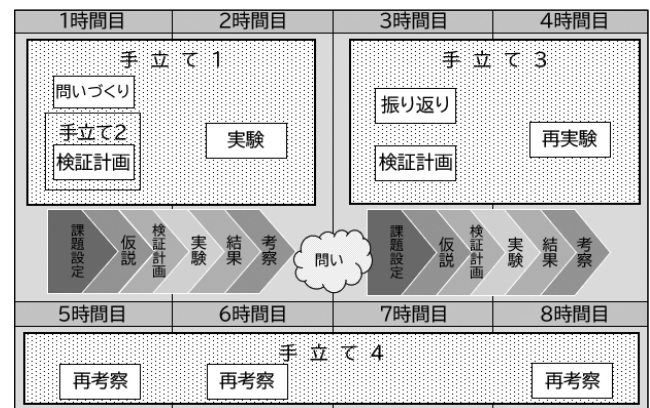 1時間目 2時間目 3時間目 4時間目
手立て1 手立て3
問いづくり
振り返り
手立て2
実験 再実験
検証計画 検証計画
課題設定 仮説 検証計画 実験 結果 考察 問い 課題設定 仮説 検証計画 実験 結果 考察
5時間目 6時間目 7時間目 8時間目
手立て4
再考察 再考察 再考察